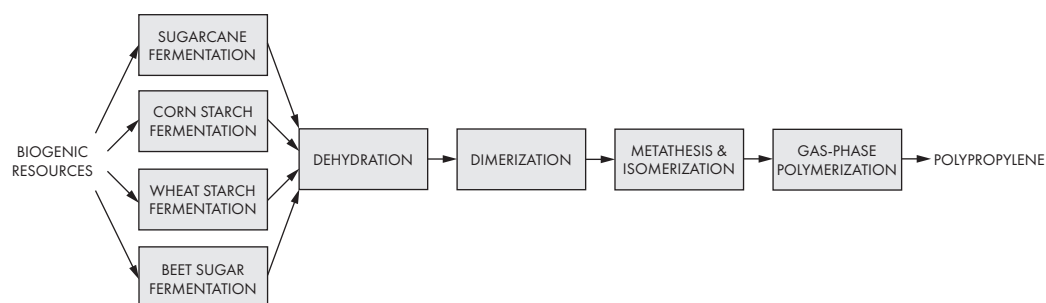 SUGARCANE
FERMENTATION
CORN STARCH
FERMENTATION
BIOGENIC
RESOURCES
WHEAT STARCH
FERMENTATION
BEET SUGAR
FERMENTATION
DEHYDRATION
DIMERIZATION
METATHESIS &
ISOMERIZATION
GAS-PHASE
POLYMERIZATION
POLYPROPYLENE